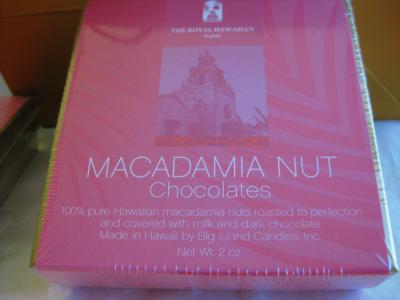 THE ROYAL HAWAIIAN
MACADAMIA NUT
Chocolates
100% pure Hawaiian macadamia nuts roasted to perfection
and covered with milk and dark chocolate
Made in Hawaii by Big Island Candies, Inc.
Net Wt. 2 oz